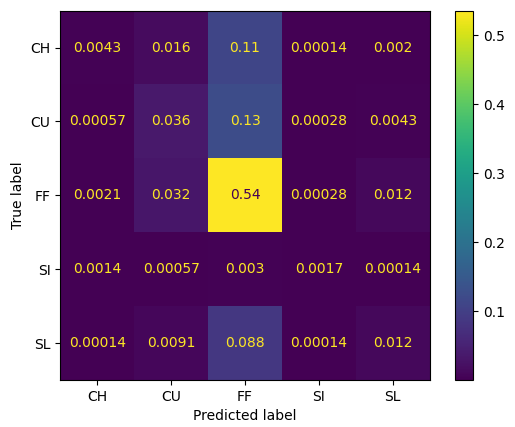 CH 0.0043 0.016 0.11 0.00014 0.002
CU 0.00057 0.036 0.13 0.00028 0.0043
FF 0.0021 0.032 0.54 0.00028 0.012
SI 0.0014 0.00057 0.003 0.0017 0.00014
SL 0.00014 0.0091 0.088 0.00014 0.012
CH CU FF SI SL
Predicted label
True label
0.5
0.4
0.3
0.2
0.1